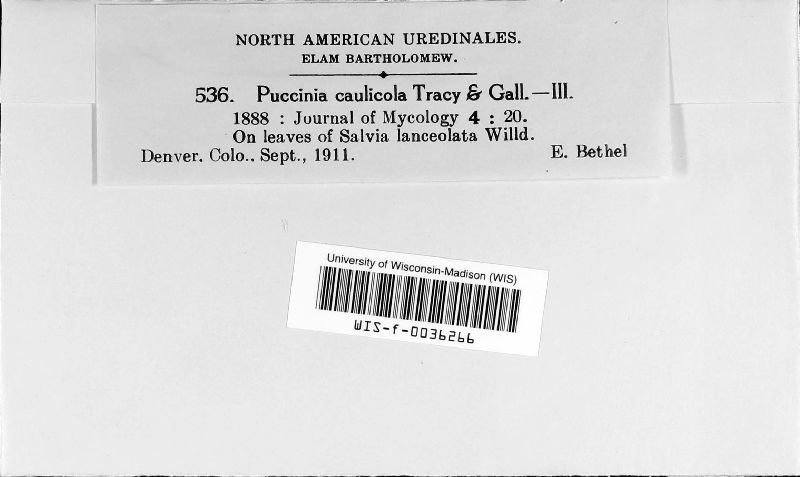 NORTH AMERICAN UREDINALES.
ELAM BARTHOLOMEW.
536. Puccinia caulicola Tracy & Gall.—III.
1888 : Journal of Mycology 4 : 20.
On leaves of Salvia lanceolata Willd.
Denver. Colo., Sept., 1911. E. Bethel
University of Wisconsin-Madison (WIS)
WIS-f-0036266